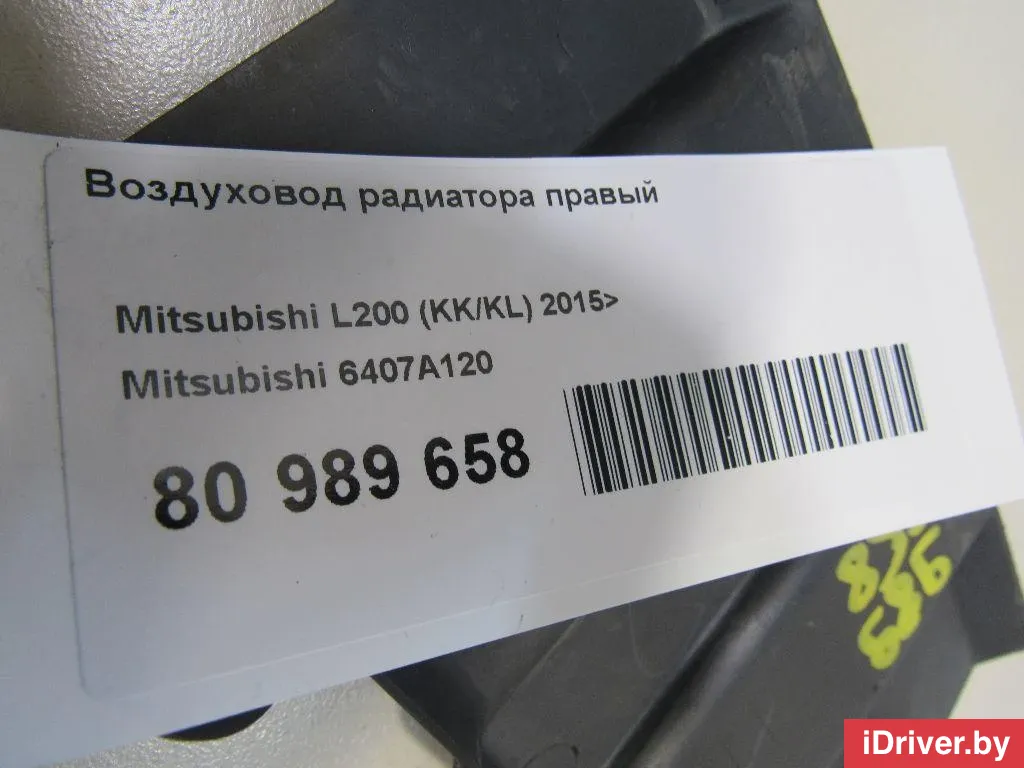 Воздуховод радиатора правый
Mitsubishi L200 (KK/KL) 2015>
Mitsubishi 6407A120
80 989 658
iDriver.by